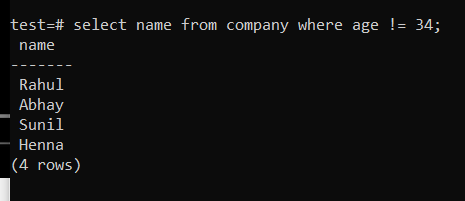 test=# select name from company where age != 34;
name
-------
Rahul
Abhay
Sunil
Henna
(4 rows)